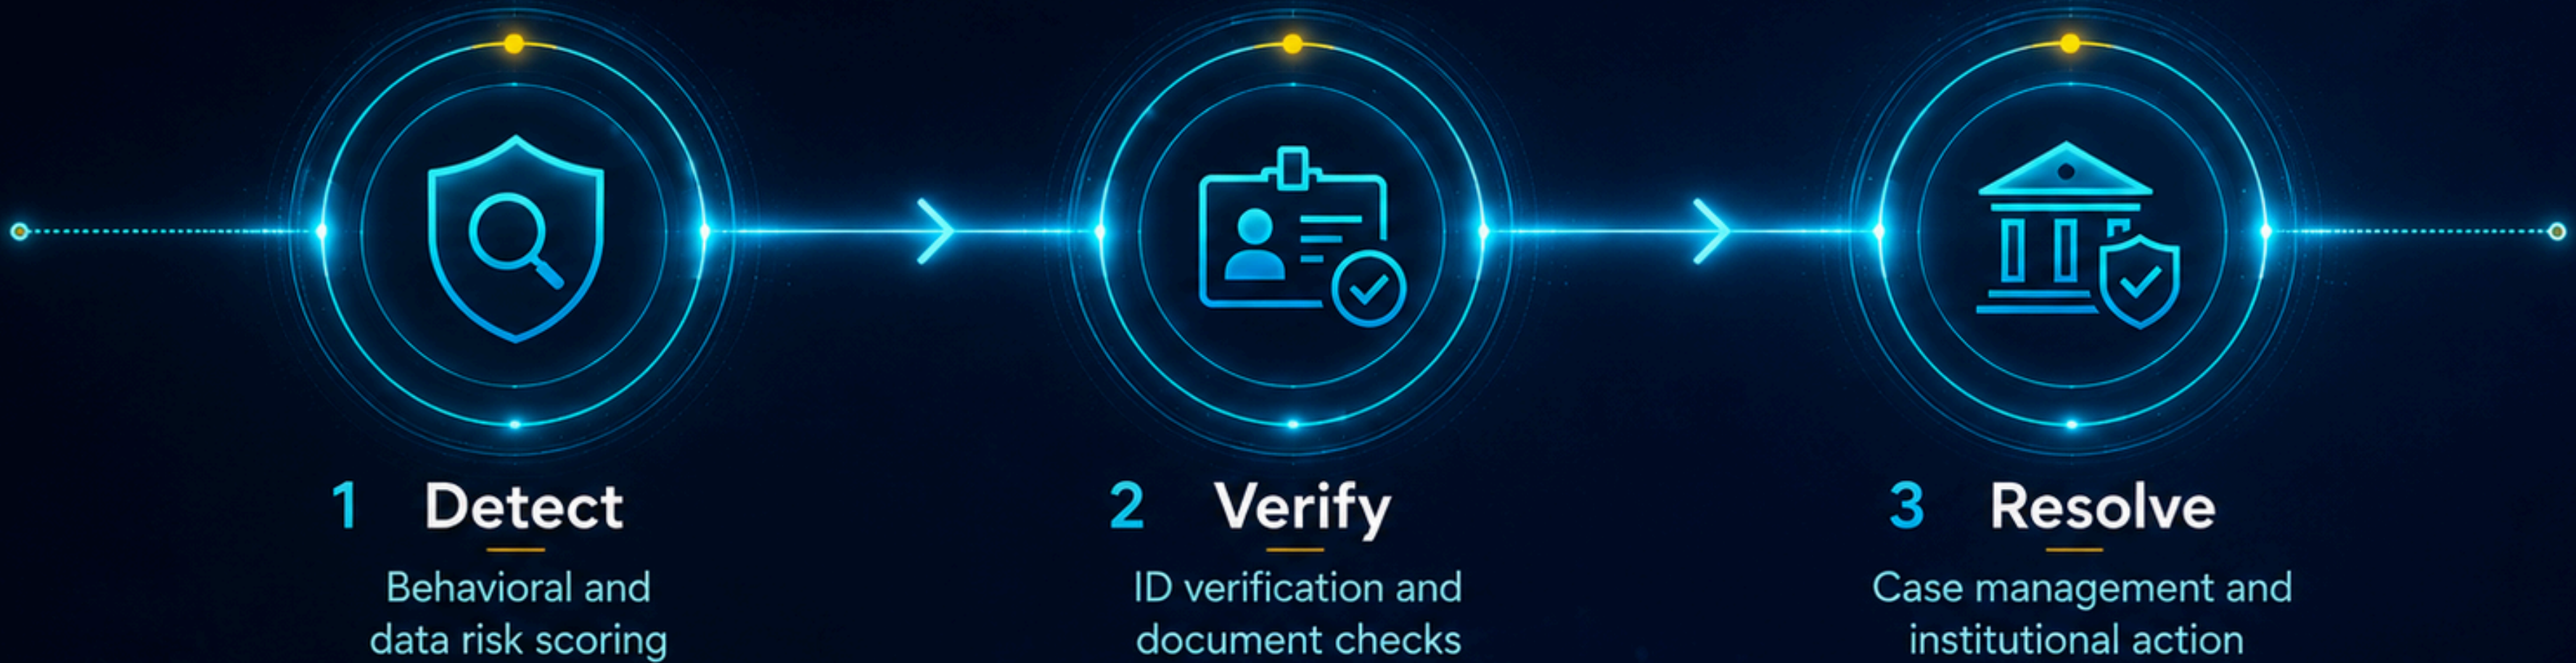 1 Detect
Behavioral and
data risk scoring
2 Verify
ID verification and
document checks
3 Resolve
Case management and
institutional action